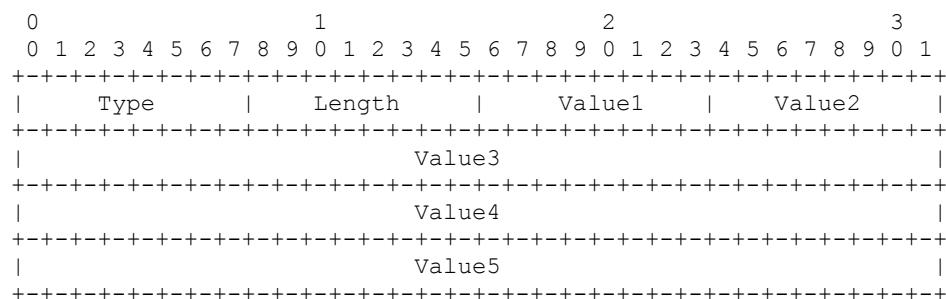 0                   1                   2                   3
 0 1 2 3 4 5 6 7 8 9 0 1 2 3 4 5 6 7 8 9 0 1 2 3 4 5 6 7 8 9 0 1
+-+-+-+-+-+-+-+-+-+-+-+-+-+-+-+-+-+-+-+-+-+-+-+-+-+-+-+-+-+-+-+-+
|     Type      |    Length     |     Value1    |    Value2     |
+-+-+-+-+-+-+-+-+-+-+-+-+-+-+-+-+-+-+-+-+-+-+-+-+-+-+-+-+-+-+-+-+
|                           Value3                              |
+-+-+-+-+-+-+-+-+-+-+-+-+-+-+-+-+-+-+-+-+-+-+-+-+-+-+-+-+-+-+-+-+
|                           Value4                              |
+-+-+-+-+-+-+-+-+-+-+-+-+-+-+-+-+-+-+-+-+-+-+-+-+-+-+-+-+-+-+-+-+
|                           Value5                              |
+-+-+-+-+-+-+-+-+-+-+-+-+-+-+-+-+-+-+-+-+-+-+-+-+-+-+-+-+-+-+-+-+